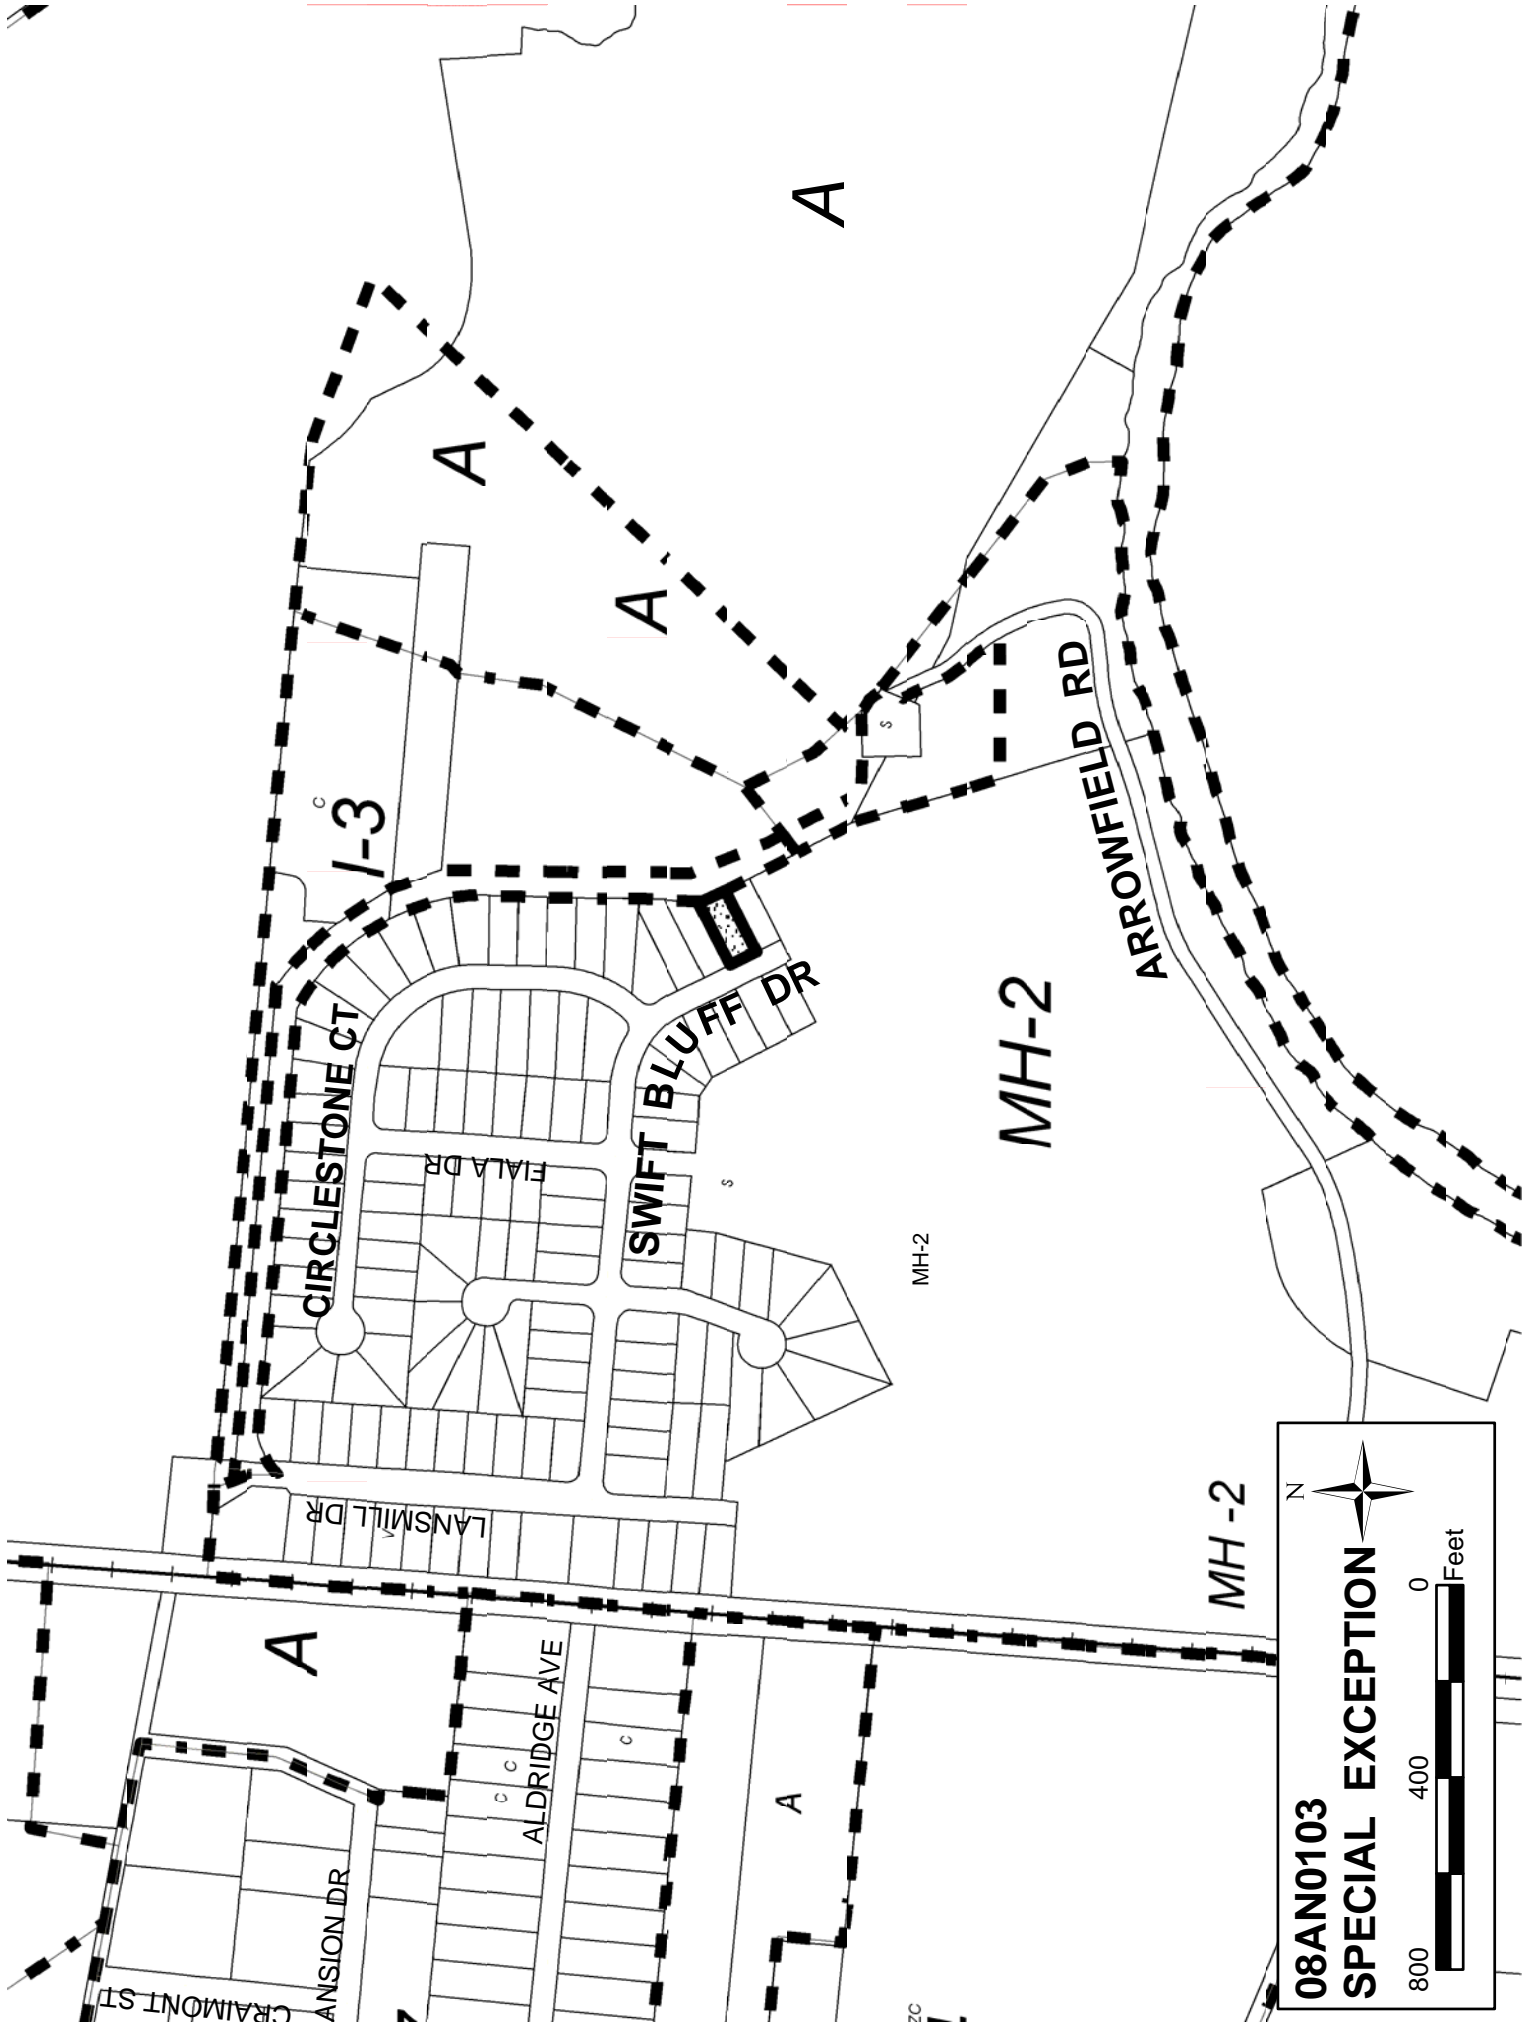 A
A
A
I-3
C
S
ARROWFIELD RD
CIRCLESTONE CT
SWIFT BLUFF DR
FIALA DR
MH-2
S
MH-2
LANSMILL DR
V
A
ALDRIDGE AVE
C
C
C
A
ANSION DR
CRAIMONT ST
ZC
MH -2
08AN0103
SPECIAL EXCEPTION
N
800 400 0
Feet